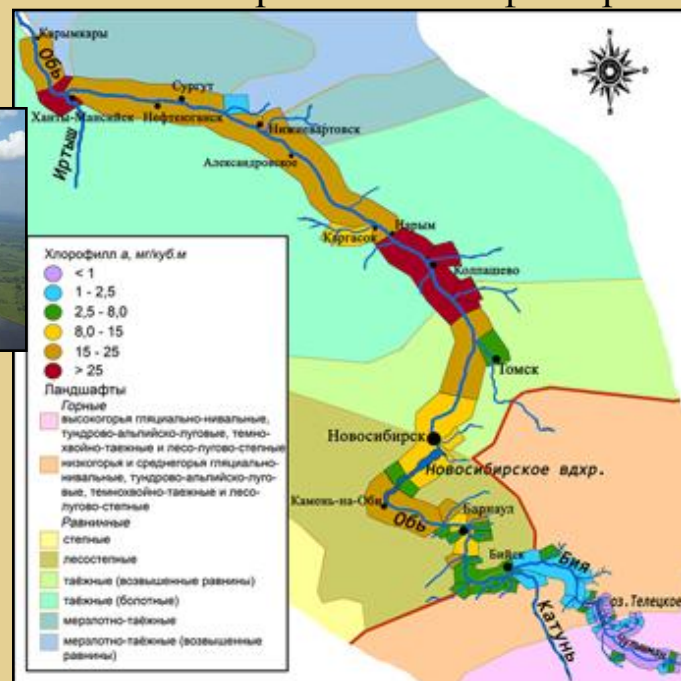 Карымкары
Обь
Сургут
Ханты-Мансийск
Нефтеюганск
Нижневартовск
Иртыш
Александровское
Каргасок
Нарым
Колпашево
Томск
Новосибирск
Новосибирское вдхр.
Камень-на-Оби
Обь
Барнаул
Бийск
Бия
оз.Телецкое
Катунь
Чулышман
Хлорофилл а, мг/куб.м
< 1
1 - 2,5
2,5 - 8,0
8,0 - 15
15 - 25
> 25
Ландшафты
Горные
высокогорья гляциально-нивальные,
тундрово-альпийско-луговые, темно-
хвойно-таежные и лесо-лугово-степные
низкогорья и среднегорья гляциально-
нивальные, тундрово-альпийско-луго-
вые, темнохвойно-таежные и лесо-
лугово-степные
Равнинные
степные
лесостепные
таёжные (возвышенные равнины)
таёжные (болотные)
мерзлотно-таёжные
мерзлотно-таёжные (возвышенные
равнины)